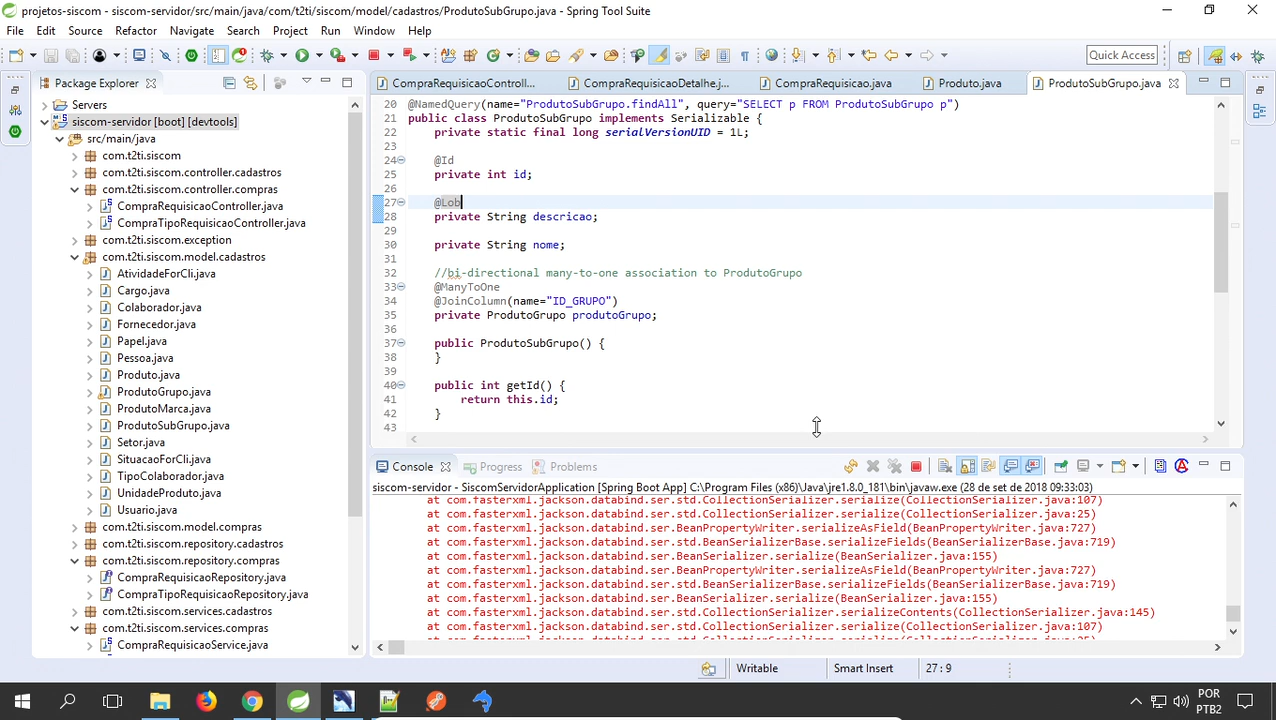 projetos-siscom - siscom-servidor/src/main/java/com/t2ti/siscom/model/cadastros/ProdutoSubGrupo.java - Spring Tool Suite
File Edit Source Refactor Navigate Search Project Run Window Help
Quick Access
Package Explorer
Servers
siscom-servidor [boot] [devtools]
src/main/java
com.t2ti.siscom
com.t2ti.siscom.controller.cadastros
com.t2ti.siscom.controller.compras
CompraRequisicaoController.java
CompraTipoRequisicaoController.java
com.t2ti.siscom.exception
com.t2ti.siscom.model.cadastros
AtividadeForCli.java
Cargo.java
Colaborador.java
Fornecedor.java
Papel.java
Pessoa.java
Produto.java
ProdutoGrupo.java
ProdutoMarca.java
ProdutoSubGrupo.java
Setor.java
SituacaoForCli.java
TipoColaborador.java
UnidadeProduto.java
Usuario.java
com.t2ti.siscom.model.compras
com.t2ti.siscom.repository.cadastros
com.t2ti.siscom.repository.compras
CompraRequisicaoRepository.java
CompraTipoRequisicaoRepository.java
com.t2ti.siscom.services.cadastros
com.t2ti.siscom.services.compras
CompraRequisicaoService.java
CompraRequisicaoControll... CompraRequisicaoDetalhe.j... CompraRequisicao.java Produto.java ProdutoSubGrupo.java
20 @NamedQuery(name="ProdutoSubGrupo.findAll", query="SELECT p FROM ProdutoSubGrupo p")
21 public class ProdutoSubGrupo implements Serializable {
22 private static final long serialVersionUID = 1L;
23
24 @Id
25 private int id;
26
27 @Lob
28 private String descricao;
29
30 private String nome;
31
32 //bi-directional many-to-one association to ProdutoGrupo
33 @ManyToOne
34 @JoinColumn(name="ID_GRUPO")
35 private ProdutoGrupo produtoGrupo;
36
37 public ProdutoSubGrupo() {
38 }
39
40 public int getId() {
41 return this.id;
42 }
43
Console Progress Problems
siscom-servidor - SiscomServidorApplication [Spring Boot App] C:\Program Files (x86)\Java\jre1.8.0_181\bin\javaw.exe (28 de set de 2018 09:33:03)
at com.fasterxml.jackson.databind.ser.std.CollectionSerializer.serialize(CollectionSerializer.java:107)
at com.fasterxml.jackson.databind.ser.std.CollectionSerializer.serialize(CollectionSerializer.java:25)
at com.fasterxml.jackson.databind.ser.BeanPropertyWriter.serializeAsField(BeanPropertyWriter.java:727)
at com.fasterxml.jackson.databind.ser.std.BeanSerializerBase.serializeFields(BeanSerializerBase.java:719)
at com.fasterxml.jackson.databind.ser.BeanSerializer.serialize(BeanSerializer.java:155)
at com.fasterxml.jackson.databind.ser.BeanPropertyWriter.serializeAsField(BeanPropertyWriter.java:727)
at com.fasterxml.jackson.databind.ser.std.BeanSerializerBase.serializeFields(BeanSerializerBase.java:719)
at com.fasterxml.jackson.databind.ser.BeanSerializer.serialize(BeanSerializer.java:155)
at com.fasterxml.jackson.databind.ser.std.CollectionSerializer.serializeContents(CollectionSerializer.java:145)
at com.fasterxml.jackson.databind.ser.std.CollectionSerializer.serialize(CollectionSerializer.java:107)
at com.fasterxml.jackson.databind.ser.std.CollectionSerializer.serialize(CollectionSerializer.java:25)
Writable Smart Insert 27 : 9
POR
PTB2